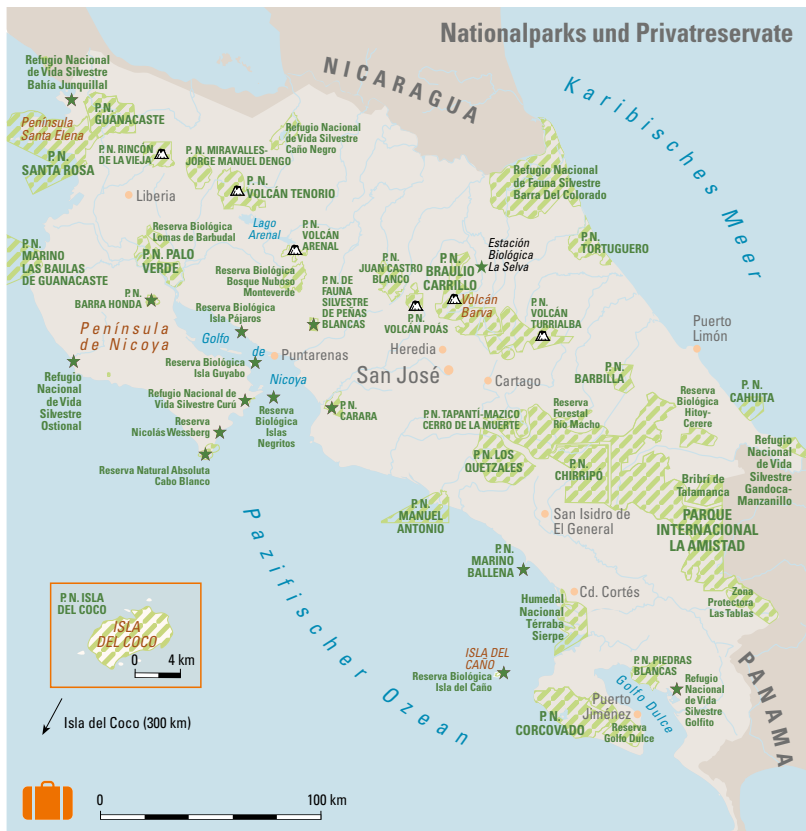 Nationalparks und Privatreservate
NICARAGUA
Karibisches Meer
Refugio Nacional
de Vida Silvestre
Bahía Junquillal
P. N.
GUANACASTE
Península
Santa Elena
P. N.
SANTA ROSA
P. N. RINCÓN
DE LA VIEJA
P. N. MIRAVALLES-
JORGE MANUEL DENGO
Refugio Nacional
de Vida Silvestre
Caño Negro
P. N.
VOLCÁN TENORIO
Liberia
Refugio Nacional
de Fauna Silvestre
Barra Del Colorado
Lago
Arenal
P. N.
VOLCÁN
ARENAL
Reserva Biológica
Lomas de Barbudal
P. N.
MARINO
LAS BAULAS
DE GUANACASTE
P. N. PALO
VERDE
Reserva Biológica
Bosque Nuboso
Monteverde
P. N.
BARRA HONDA
P. N. DE
FAUNA
SILVESTRE
DE PEÑAS
BLANCAS
P. N.
JUAN CASTRO
BLANCO
P. N.
BRAULIO
CARRILLO
Estación
Biológica
La Selva
P. N.
TORTUGUERO
Volcán
Barva
P. N.
VOLCÁN POÁS
P. N.
VOLCÁN
TURRIALBA
Reserva Biológica
Isla Pájaros
Península
de Nicoya
Golfo
de
Nicoya
Puntarenas
Heredia
San José
Cartago
Puerto
Limón
Refugio
Nacional
de Vida
Silvestre
Ostional
Reserva Biológica
Isla Guyabo
Refugio Nacional de
Vida Silvestre Curú
Reserva
Biológica
Islas
Negritos
Reserva
Nicolás Wessberg
Reserva Natural Absoluta
Cabo Blanco
P. N.
CARARA
P. N. TAPANTÍ-MAZICO
CERRO DE LA MUERTE
Reserva
Forestal
Río Macho
P. N.
BARBILLA
Reserva
Biológica
Hitoy-
Cerere
P. N.
CAHUITA
Refugio
Nacional
de Vida
Silvestre
Gandoca-
Manzanillo
P. N. LOS
QUETZALES
P. N.
CHIRRIPÓ
Bribrí de
Talamanca
PARQUE
INTERNACIONAL
LA AMISTAD
P. N.
MANUEL
ANTONIO
San Isidro de
El General
Pazifischer Ozean
P. N.
MARINO
BALLENA
Cd. Cortés
Humedal
Nacional
Térraba
Sierpe
Zona
Protectora
Las Tablas
P. N. ISLA
DEL COCO
ISLA
DEL COCO
0 4 km
Isla del Coco (300 km)
ISLA DEL
CAÑO
Reserva Biológica
Isla del Caño
P. N. PIEDRAS
BLANCAS
Refugio
Nacional
de Vida
Silvestre
Golfito
Golfo Dulce
Puerto
Jiménez
P. N.
CORCOVADO
Reserva
Golfo Dulce
PANAMA
0 100 km